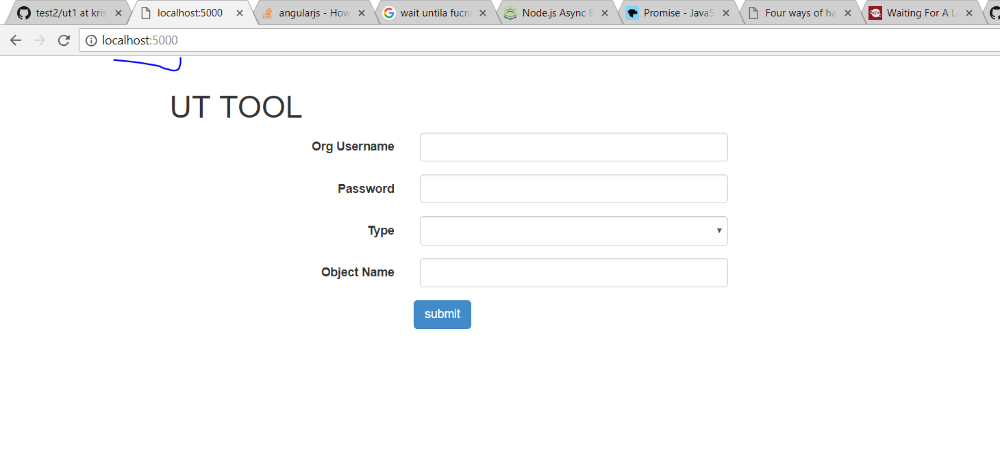 test2/ut1 at kris
localhost:5000
angularjs - How
wait untila fucnt
Node.js Async
Promise - JavaS
Four ways of ha
Waiting For A
localhost:5000
UT TOOL
Org Username
Password
Type
Object Name
submit